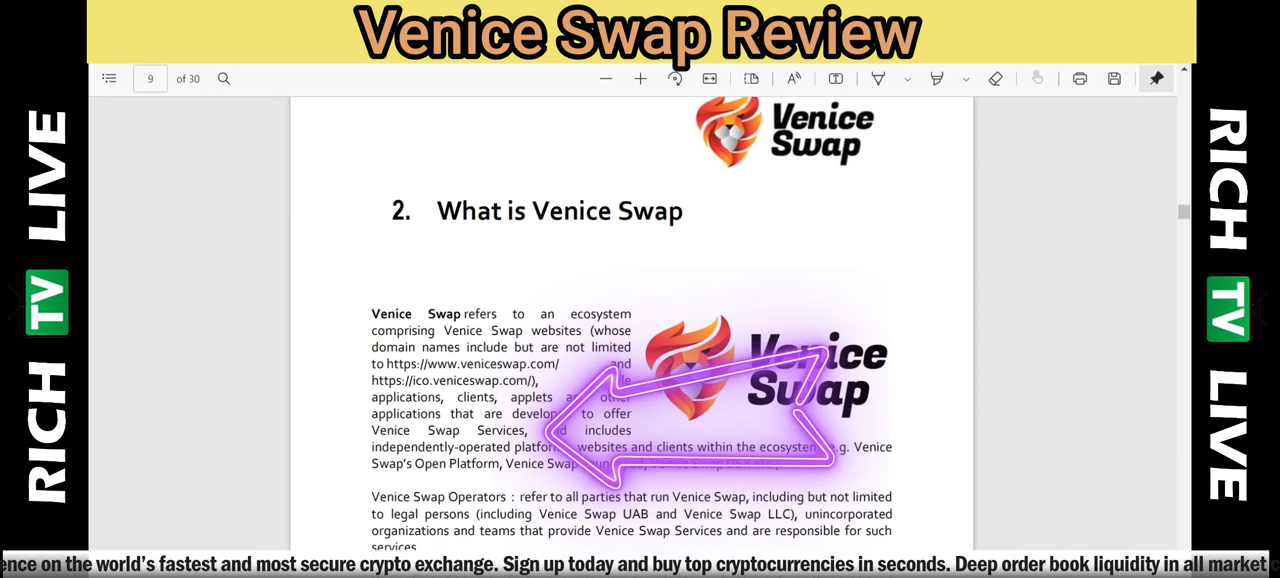 Venice Swap Review
9 of 30
Venice
Swap
2. What is Venice Swap
Venice Swap refers to an ecosystem
comprising Venice Swap websites (whose
domain names include but are not limited
to https://www.veniceswap.com/ and
https://ico.veniceswap.com/),
applications, clients, applets other
applications that are develop to offer
Venice Swap Services, includes
independently-operated platfor websites and clients within the ecosystem e.g. Venice
Swap's Open Platform, Venice Swap
Venice
Swap
Venice Swap Operators : refer to all parties that run Venice Swap, including but not limited
to legal persons (including Venice Swap UAB and Venice Swap LLC), unincorporated
organizations and teams that provide Venice Swap Services and are responsible for such
services
RICH TV LIVE
RICH TV LIVE
ence on the world's fastest and most secure crypto exchange. Sign up today and buy top cryptocurrencies in seconds. Deep order book liquidity in all market